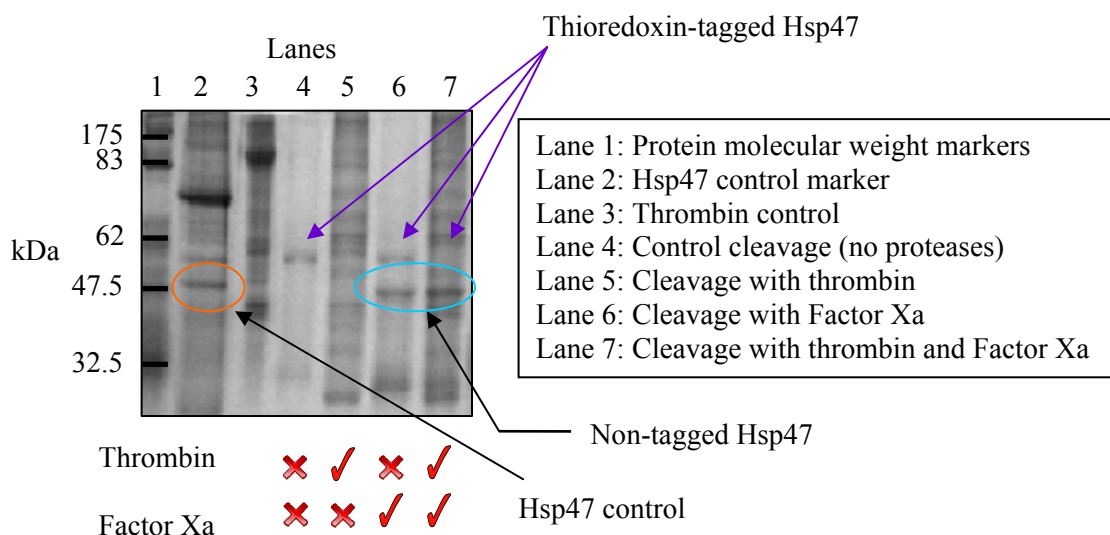 Thioredoxin-tagged Hsp47
Lanes
1 2 3 4 5 6 7
175
83
62
kDa
47.5
32.5
Lane 1: Protein molecular weight markers
Lane 2: Hsp47 control marker
Lane 3: Thrombin control
Lane 4: Control cleavage (no proteases)
Lane 5: Cleavage with thrombin
Lane 6: Cleavage with Factor Xa
Lane 7: Cleavage with thrombin and Factor Xa
Non-tagged Hsp47
Thrombin
Hsp47 control
Factor Xa